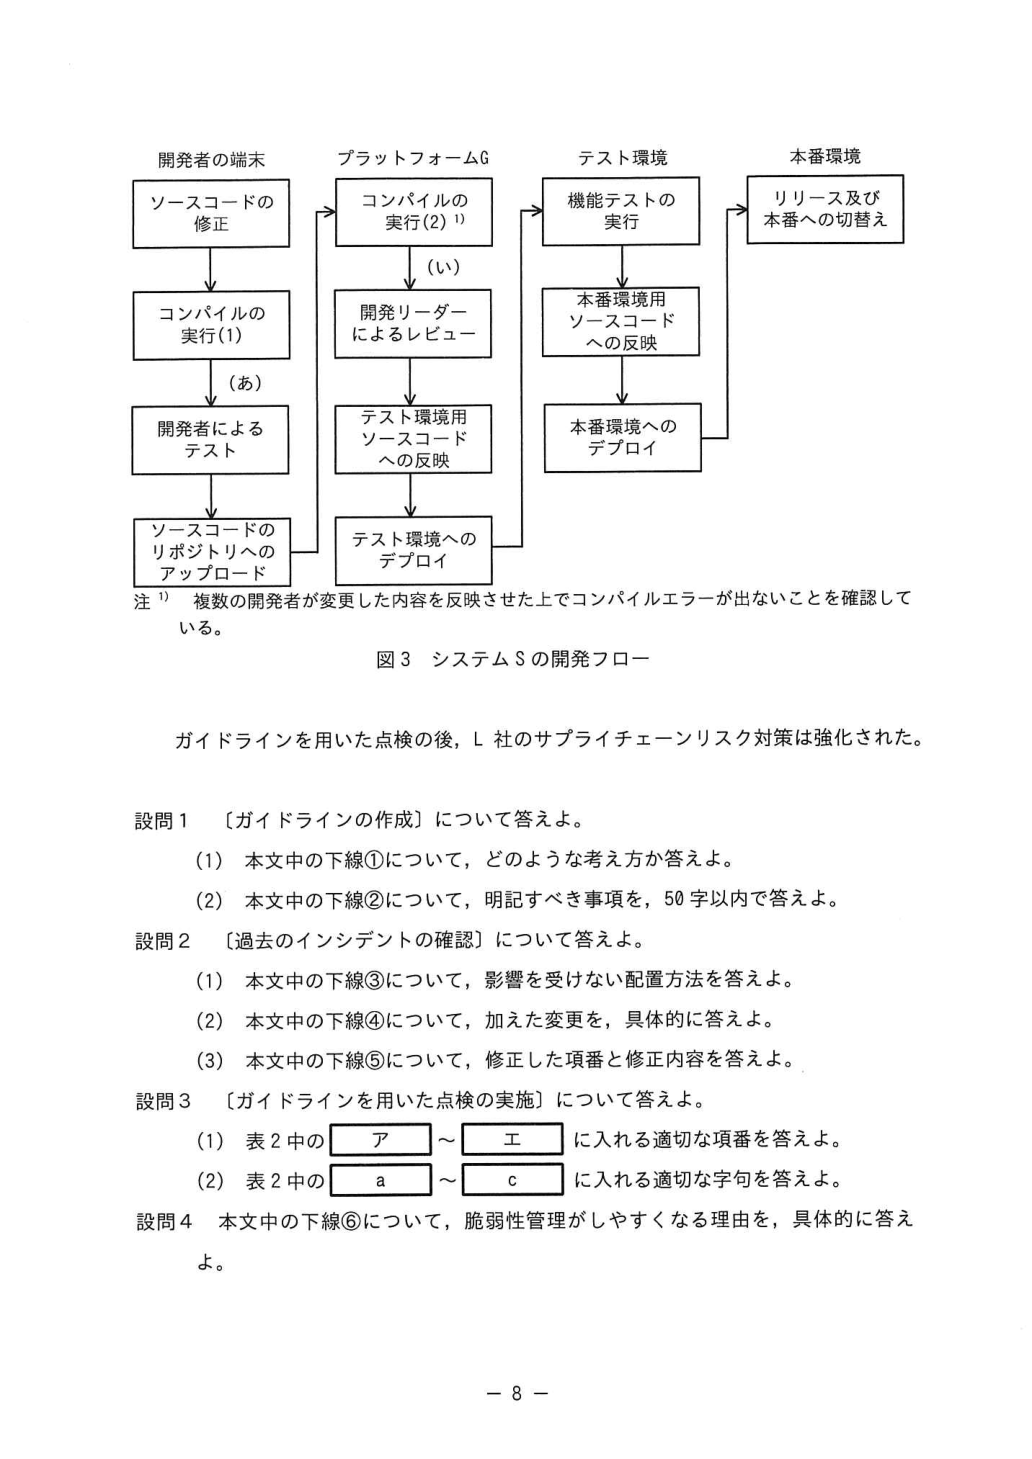 開発者の端末
ソースコードの
修正
コンパイルの
実行(1)
(あ)
開発者による
テスト
ソースコードの
リポジトリへの
アップロード
プラットフォームG
コンパイルの
実行(2) 1)
(い)
開発リーダー
によるレビュー
テスト環境用
ソースコード
への反映
テスト環境への
デプロイ
テスト環境
機能テストの
実行
本番環境用
ソースコード
への反映
本番環境への
デプロイ
本番環境
リリース及び
本番への切替え
注 1) 複数の開発者が変更した内容を反映させた上でコンパイルエラーが出ないことを確認して
いる。
図3 システムSの開発フロー
ガイドラインを用いた点検の後，L 社のサプライチェーンリスク対策は強化された。
設問1 〔ガイドラインの作成〕について答えよ。
(1) 本文中の下線①について，どのような考え方か答えよ。
(2) 本文中の下線②について，明記すべき事項を，50 字以内で答えよ。
設問2 〔過去のインシデントの確認〕について答えよ。
(1) 本文中の下線③について，影響を受けない配置方法を答えよ。
(2) 本文中の下線④について，加えた変更を，具体的に答えよ。
(3) 本文中の下線⑤について，修正した項番と修正内容を答えよ。
設問3 〔ガイドラインを用いた点検の実施〕について答えよ。
(1) 表2中の ア ～ エ に入れる適切な項番を答えよ。
(2) 表2中の a ～ c に入れる適切な字句を答えよ。
設問4 本文中の下線⑥について，脆弱性管理がしやすくなる理由を，具体的に答え
よ。
－ 8 －